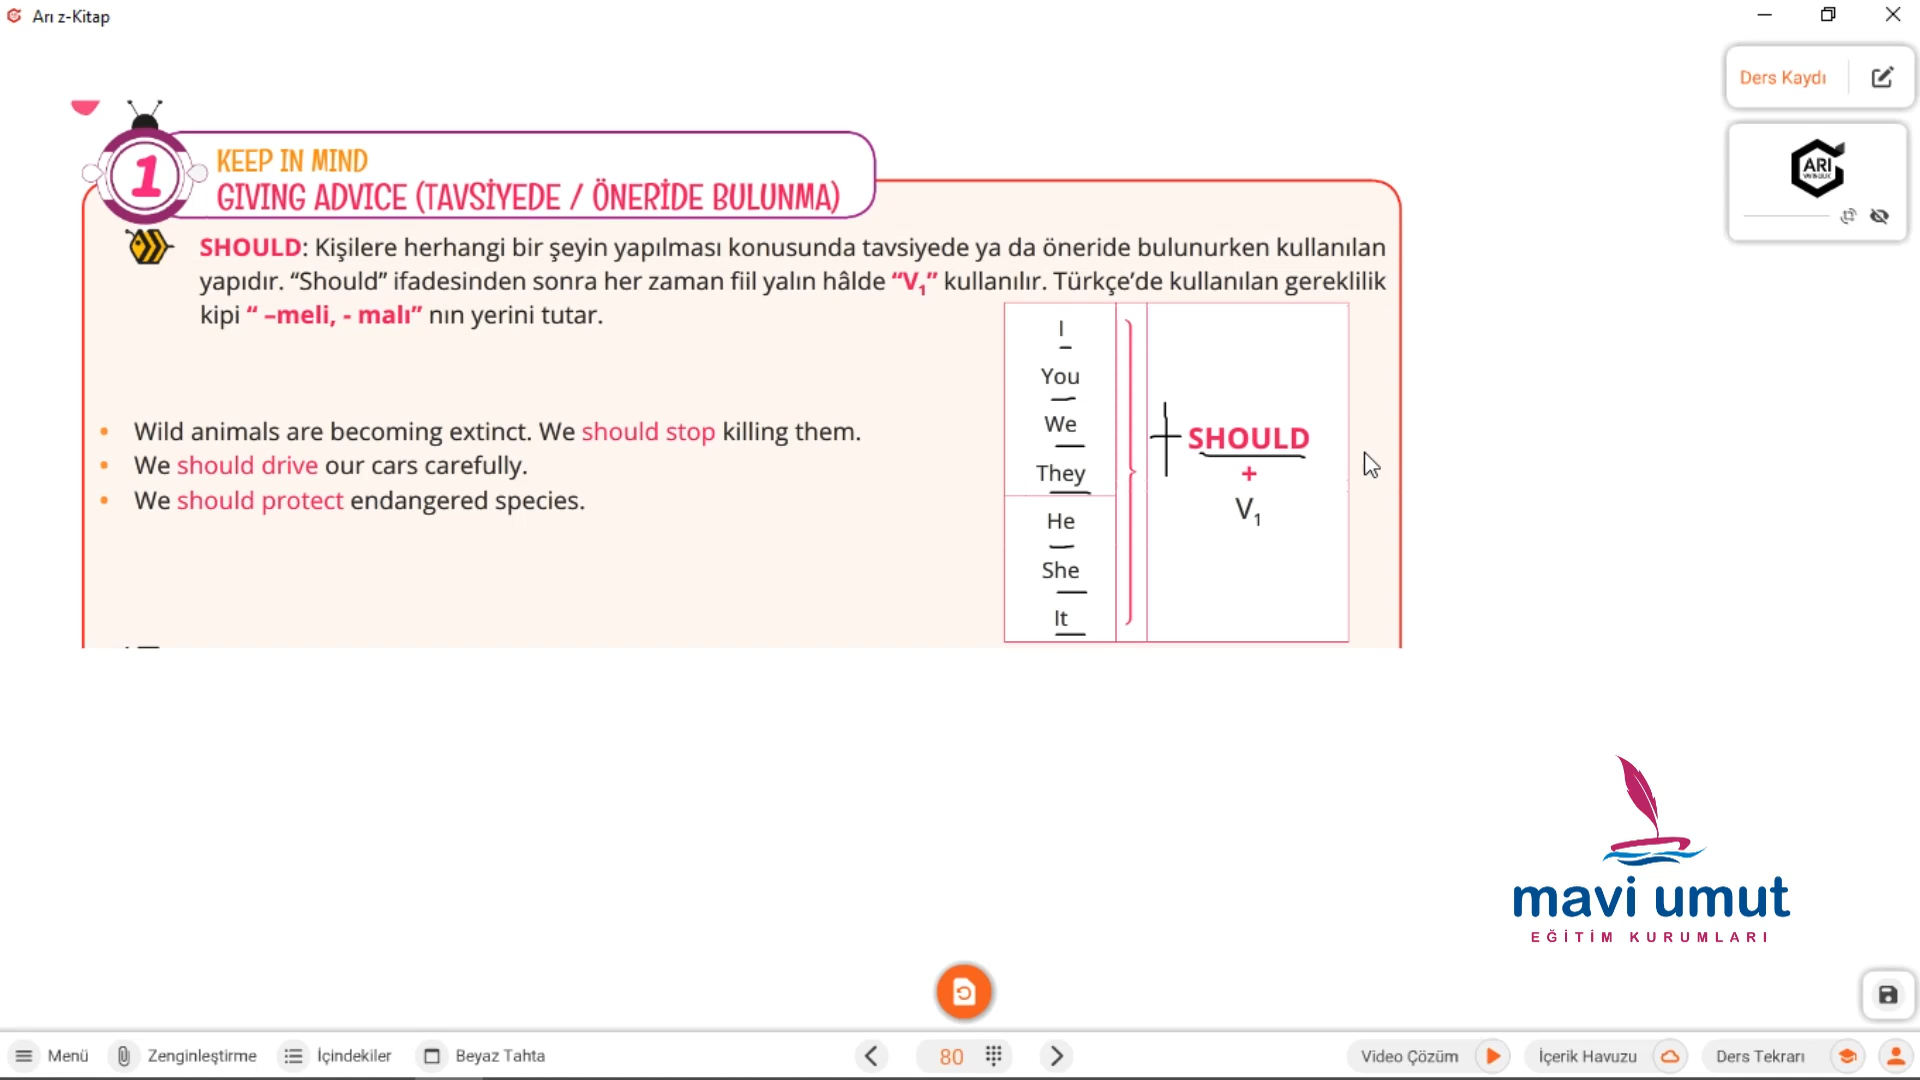 Arı z-Kitap
Ders Kaydı
ARI
YAYINCILIK
1
KEEP IN MIND
GIVING ADVICE (TAVSİYEDE / ÖNERİDE BULUNMA)
SHOULD: Kişilere herhangi bir şeyin yapılması konusunda tavsiyede ya da öneride bulunurken kullanılan
yapıdır. “Should” ifadesinden sonra her zaman fiil yalın hâlde “V₁” kullanılır. Türkçe’de kullanılan gereklilik
kipi “ –meli, - malı” nın yerini tutar.
• Wild animals are becoming extinct. We should stop killing them.
• We should drive our cars carefully.
• We should protect endangered species.
I
You
We
They
He
She
It
+ SHOULD
+
V₁
mavi umut
EĞİTİM KURUMLARI
Menü
Zenginleştirme
İçindekiler
Beyaz Tahta
80
Video Çözüm
İçerik Havuzu
Ders Tekrarı